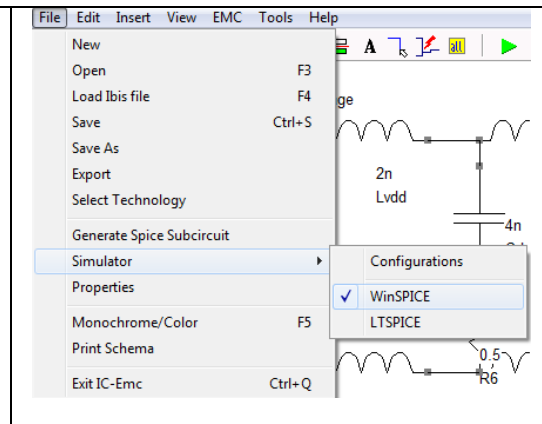 File Edit Insert View EMC Tools Help
New
A
all
Open F3
Load Ibis file F4
ge
Save Ctrl+S
Save As
Export
2n
Select Technology
Lvdd
Generate Spice Subcircuit
4n
Simulator
Configurations
Properties
WinSPICE
Monochrome/Color F5
LTSPICE
Print Schema
0.5
Exit IC-Emc Ctrl+Q
R6